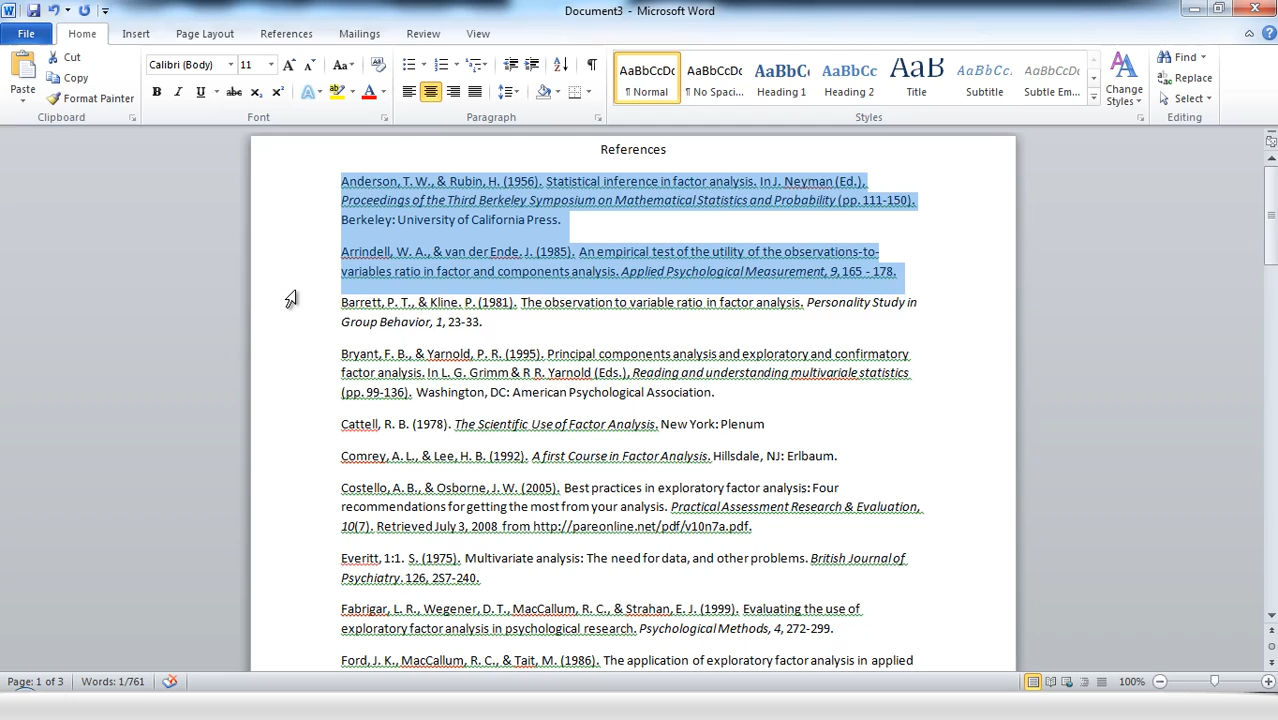 Document3 - Microsoft Word
File Home Insert Page Layout References Mailings Review View
Paste
Cut
Copy
Format Painter
Clipboard
Calibri (Body) 11
Font
Paragraph
AaBbCcDc AaBbCcDc AaBbCc AaBbCc AaB AaBbCcL AaBbCcDc
¶ Normal ¶ No Spaci... Heading 1 Heading 2 Title Subtitle Subtle Em...
Change
Styles
Styles
Find
Replace
Select
Editing
References
Anderson, T. W., & Rubin, H. (1956). Statistical inference in factor analysis. In J. Neyman (Ed.),
Proceedings of the Third Berkeley Symposium on Mathematical Statistics and Probability (pp. 111-150).
Berkeley: University of California Press.
Arrindell, W. A., & van der Ende. J. (1985). An empirical test of the utility of the observations-to-
variables ratio in factor and components analysis. Applied Psychological Measurement, 9, 165 - 178.
Barrett, P. T., & Kline. P. (1981). The observation to variable ratio in factor analysis. Personality Study in
Group Behavior, 1, 23-33.
Bryant, F. B., & Yarnold, P. R. (1995). Principal components analysis and exploratory and confirmatory
factor analysis. In L. G. Grimm & R R. Yarnold (Eds.), Reading and understanding multivariale statistics
(pp. 99-136). Washington, DC: American Psychological Association.
Cattell, R. B. (1978). The Scientific Use of Factor Analysis. New York: Plenum
Comrey, A. L., & Lee, H. B. (1992). A first Course in Factor Analysis. Hillsdale, NJ: Erlbaum.
Costello, A. B., & Osborne, J. W. (2005). Best practices in exploratory factor analysis: Four
recommendations for getting the most from your analysis. Practical Assessment Research & Evaluation,
10(7). Retrieved July 3, 2008 from http://pareonline.net/pdf/v10n7a.pdf.
Everitt, 1:1. S. (1975). Multivariate analysis: The need for data, and other problems. British Journal of
Psychiatry. 126, 2S7-240.
Fabrigar, L. R., Wegener, D. T., MacCallum, R. C., & Strahan, E. J. (1999). Evaluating the use of
exploratory factor analysis in psychological research. Psychological Methods, 4, 272-299.
Ford, J. K., MacCallum, R. C., & Tait, M. (1986). The application of exploratory factor analysis in applied
Page: 1 of 3 Words: 1/761 100%